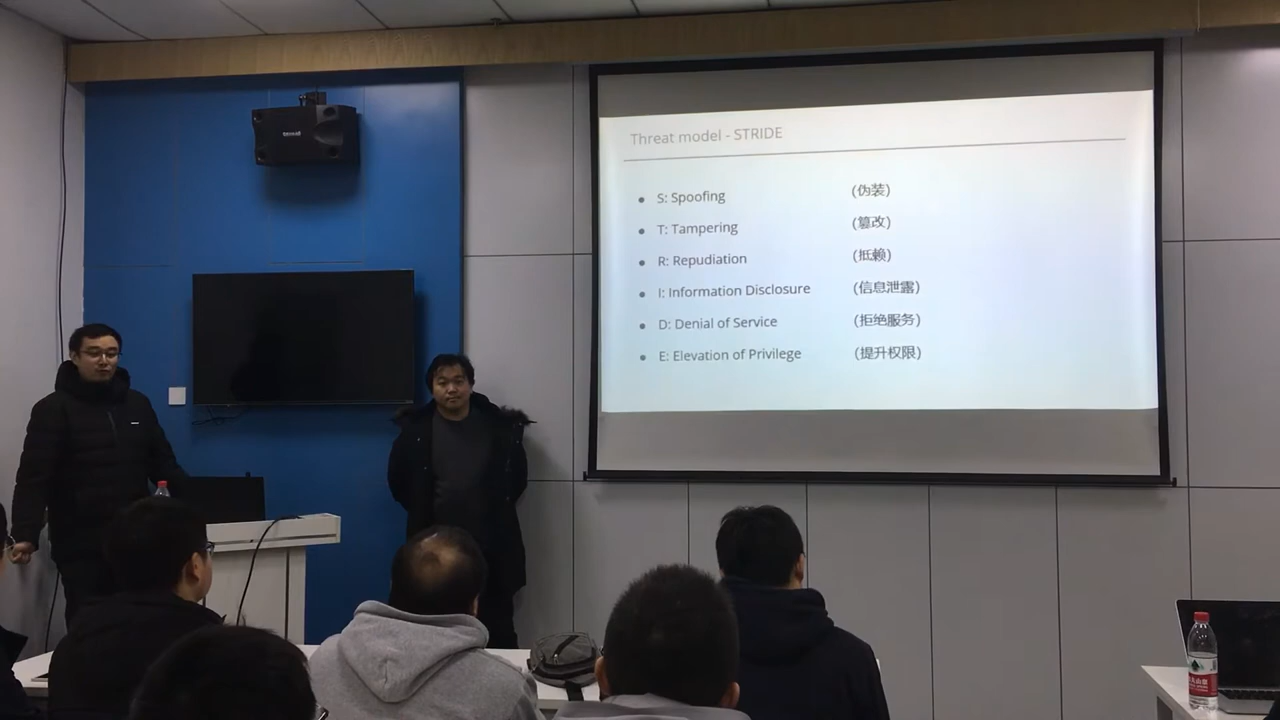 Threat model - STRIDE
S: Spoofing (伪装)
T: Tampering (篡改)
R: Repudiation (抵赖)
I: Information Disclosure (信息泄露)
D: Denial of Service (拒绝服务)
E: Elevation of Privilege (提升权限)